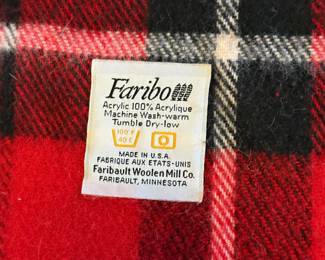 Faribo
Acrylic 100% Acrylique
Machine Wash-warm
Tumble Dry-low
100 F
40 C
MADE IN U.S.A.
FABRIQUE AUX ETATS-UNIS
Faribault Woolen Mill Co.
FARIBAULT, MINNESOTA